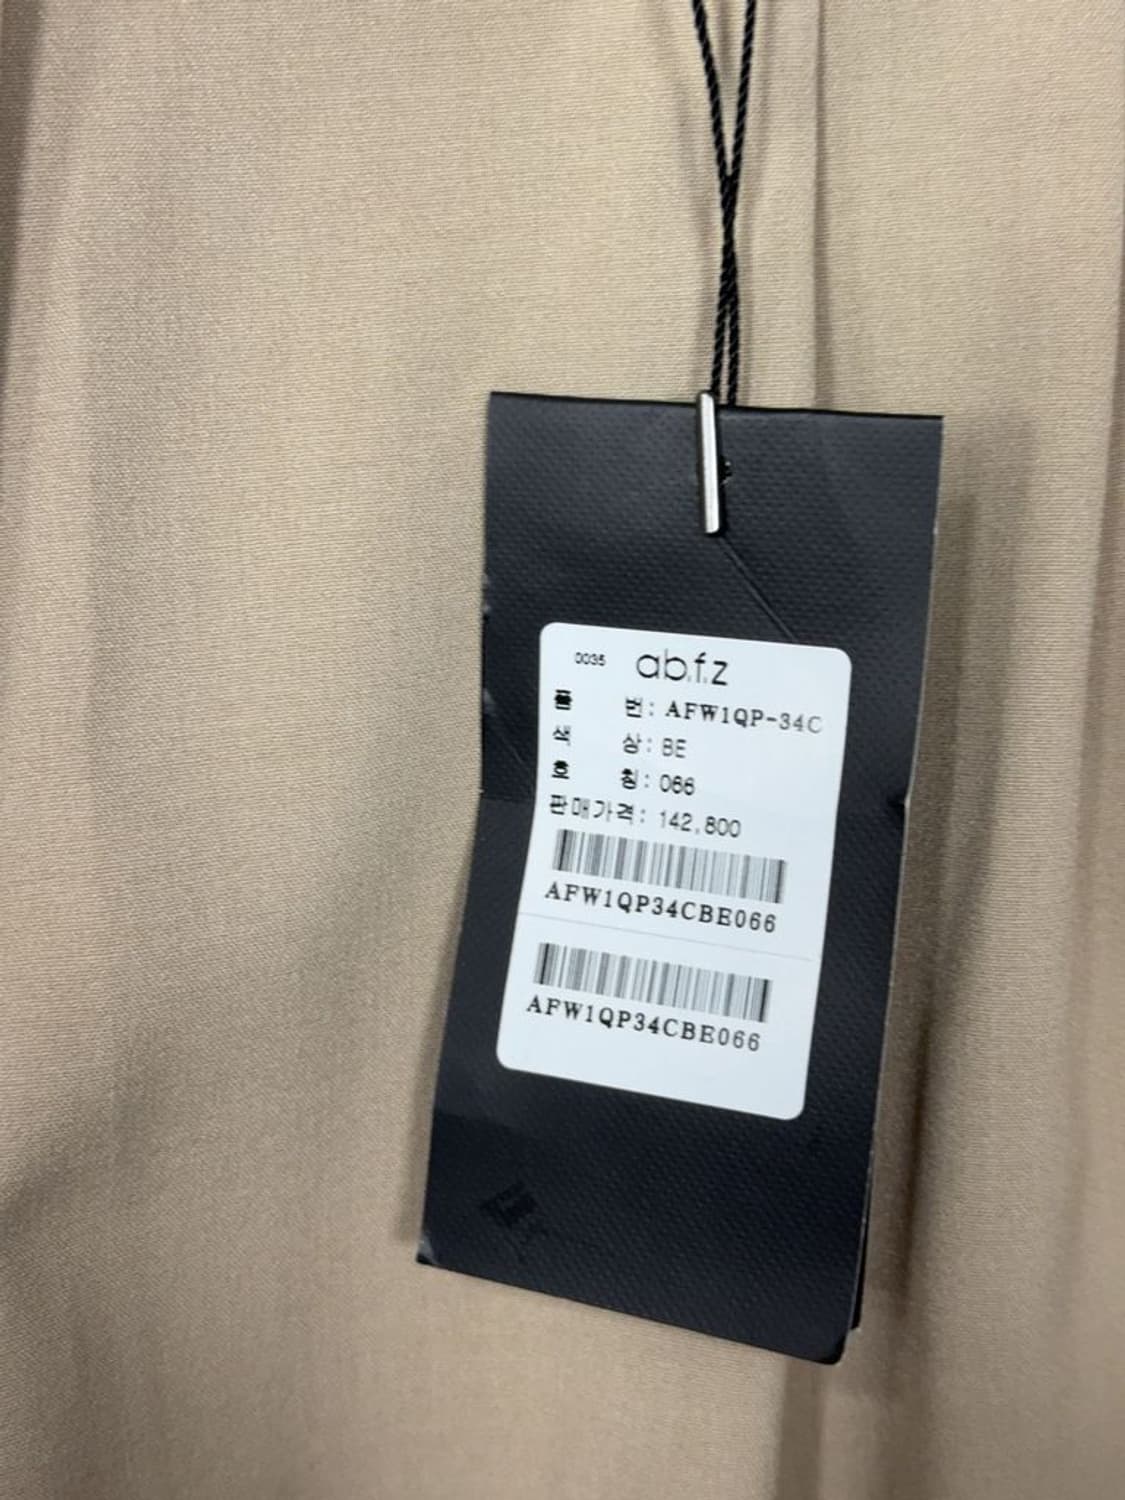 0035 ab.f.z
품 번: AFW1QP-34C
색 상: BE
호 칭: 066
판매가격: 142,800
AFW1QP34CBE066
AFW1QP34CBE066